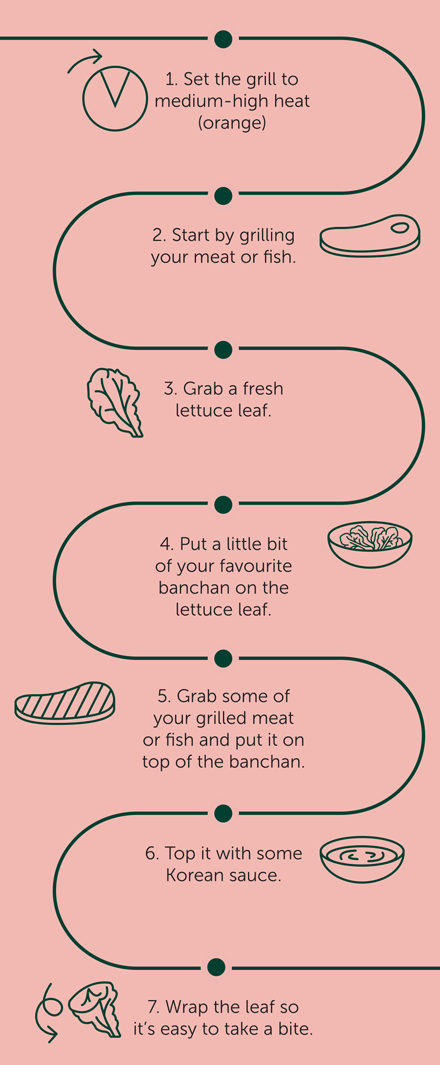 1. Set the grill to
medium-high heat
(orange)
2. Start by grilling
your meat or fish.
3. Grab a fresh
lettuce leaf.
4. Put a little bit
of your favourite
banchan on the
lettuce leaf.
5. Grab some of
your grilled meat
or fish and put it on
top of the banchan.
6. Top it with some
Korean sauce.
7. Wrap the leaf so
it's easy to take a bite.